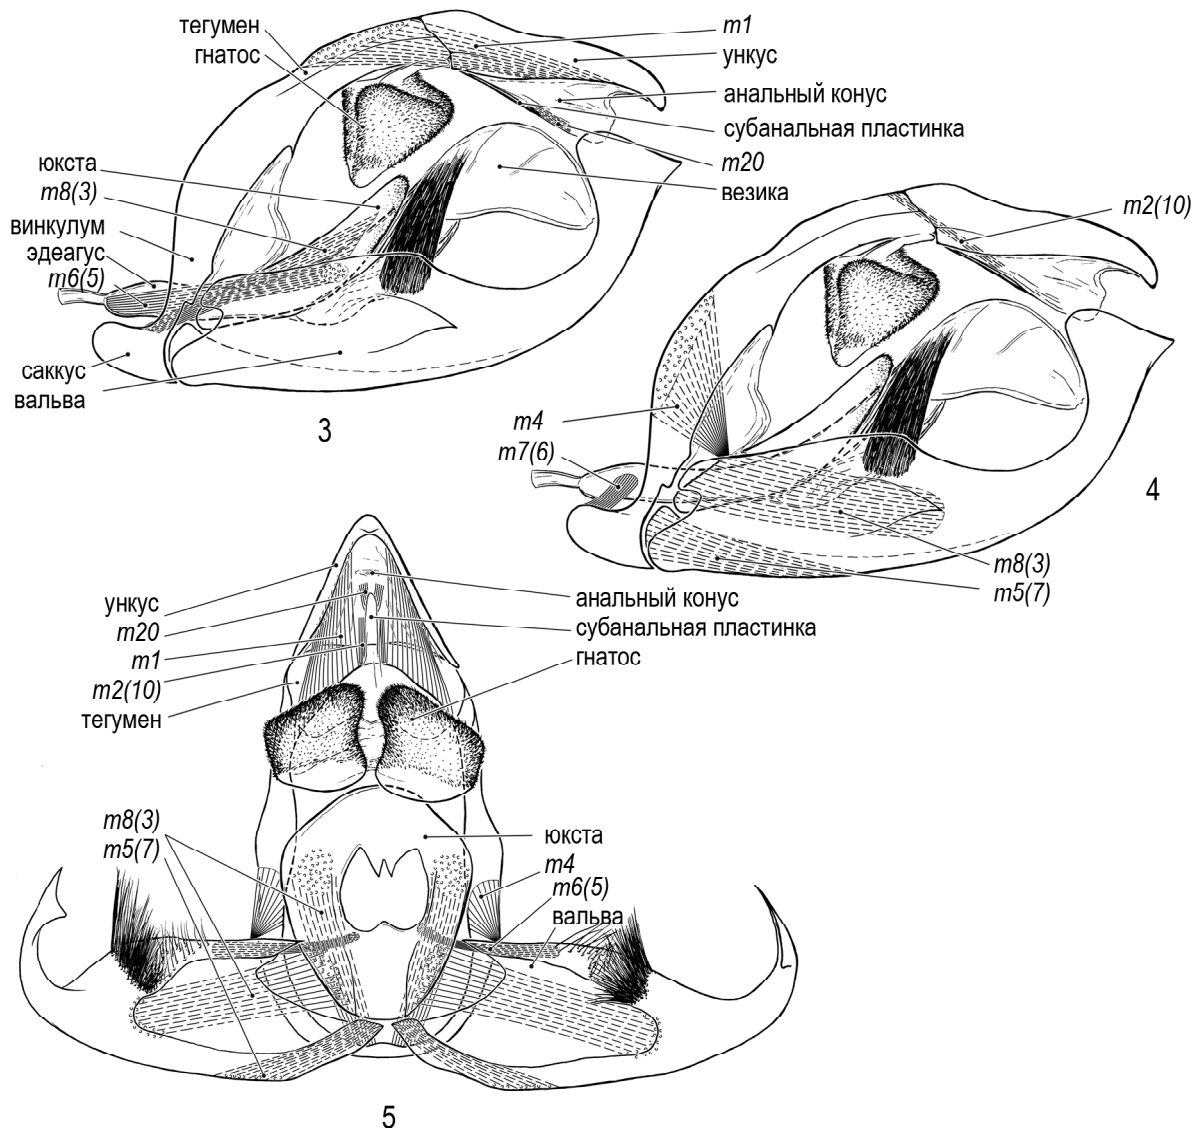 тегумен
гнатос
m1
ункус
анальный конус
субанальная пластинка
m20
везика
юкста
m8(3)
винкулум
эдеагус
m6(5)
саккус
вальва
3
m2(10)
m4
m7(6)
4
m8(3)
m5(7)
ункус
m20
m1
m2(10)
тегумен
анальный конус
субанальная пластинка
гнатос
m8(3)
m5(7)
юкста
m4
m6(5)
вальва
5